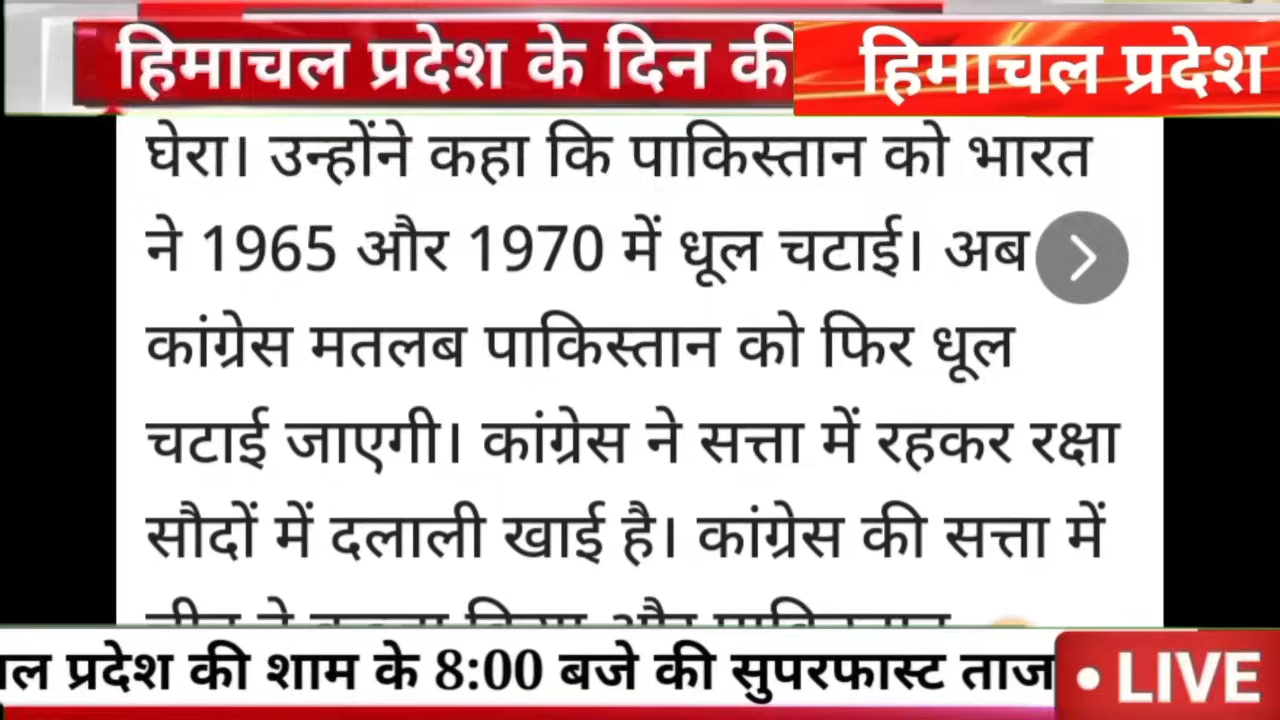 हिमाचल प्रदेश के दिन की
हिमाचल प्रदेश
घेरा। उन्होंने कहा कि पाकिस्तान को भारत
ने 1965 और 1970 में धूल चटाई। अब
कांग्रेस मतलब पाकिस्तान को फिर धूल
चटाई जाएगी। कांग्रेस ने सत्ता में रहकर रक्षा
सौदों में दलाली खाई है। कांग्रेस की सत्ता में
प्रदेश की शाम के 8:00 बजे की सुपरफास्ट
LIVE